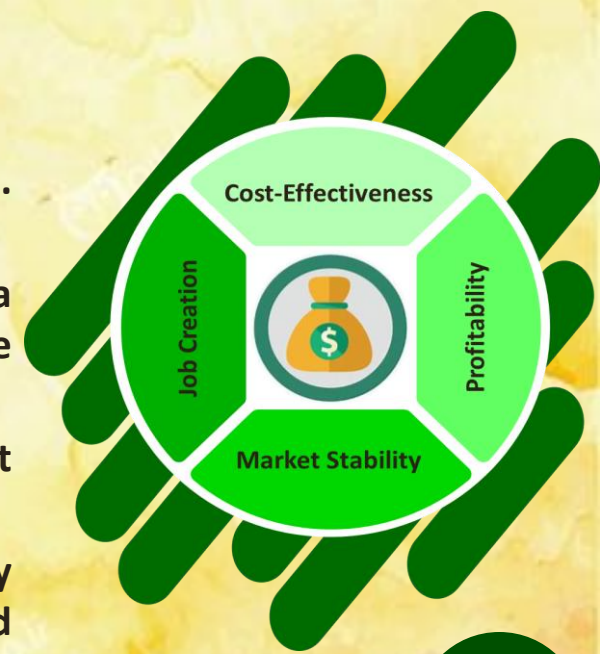 .
a
e
t
y
d
Cost-Effectiveness
Job Creation
$
Profitability
Market Stability